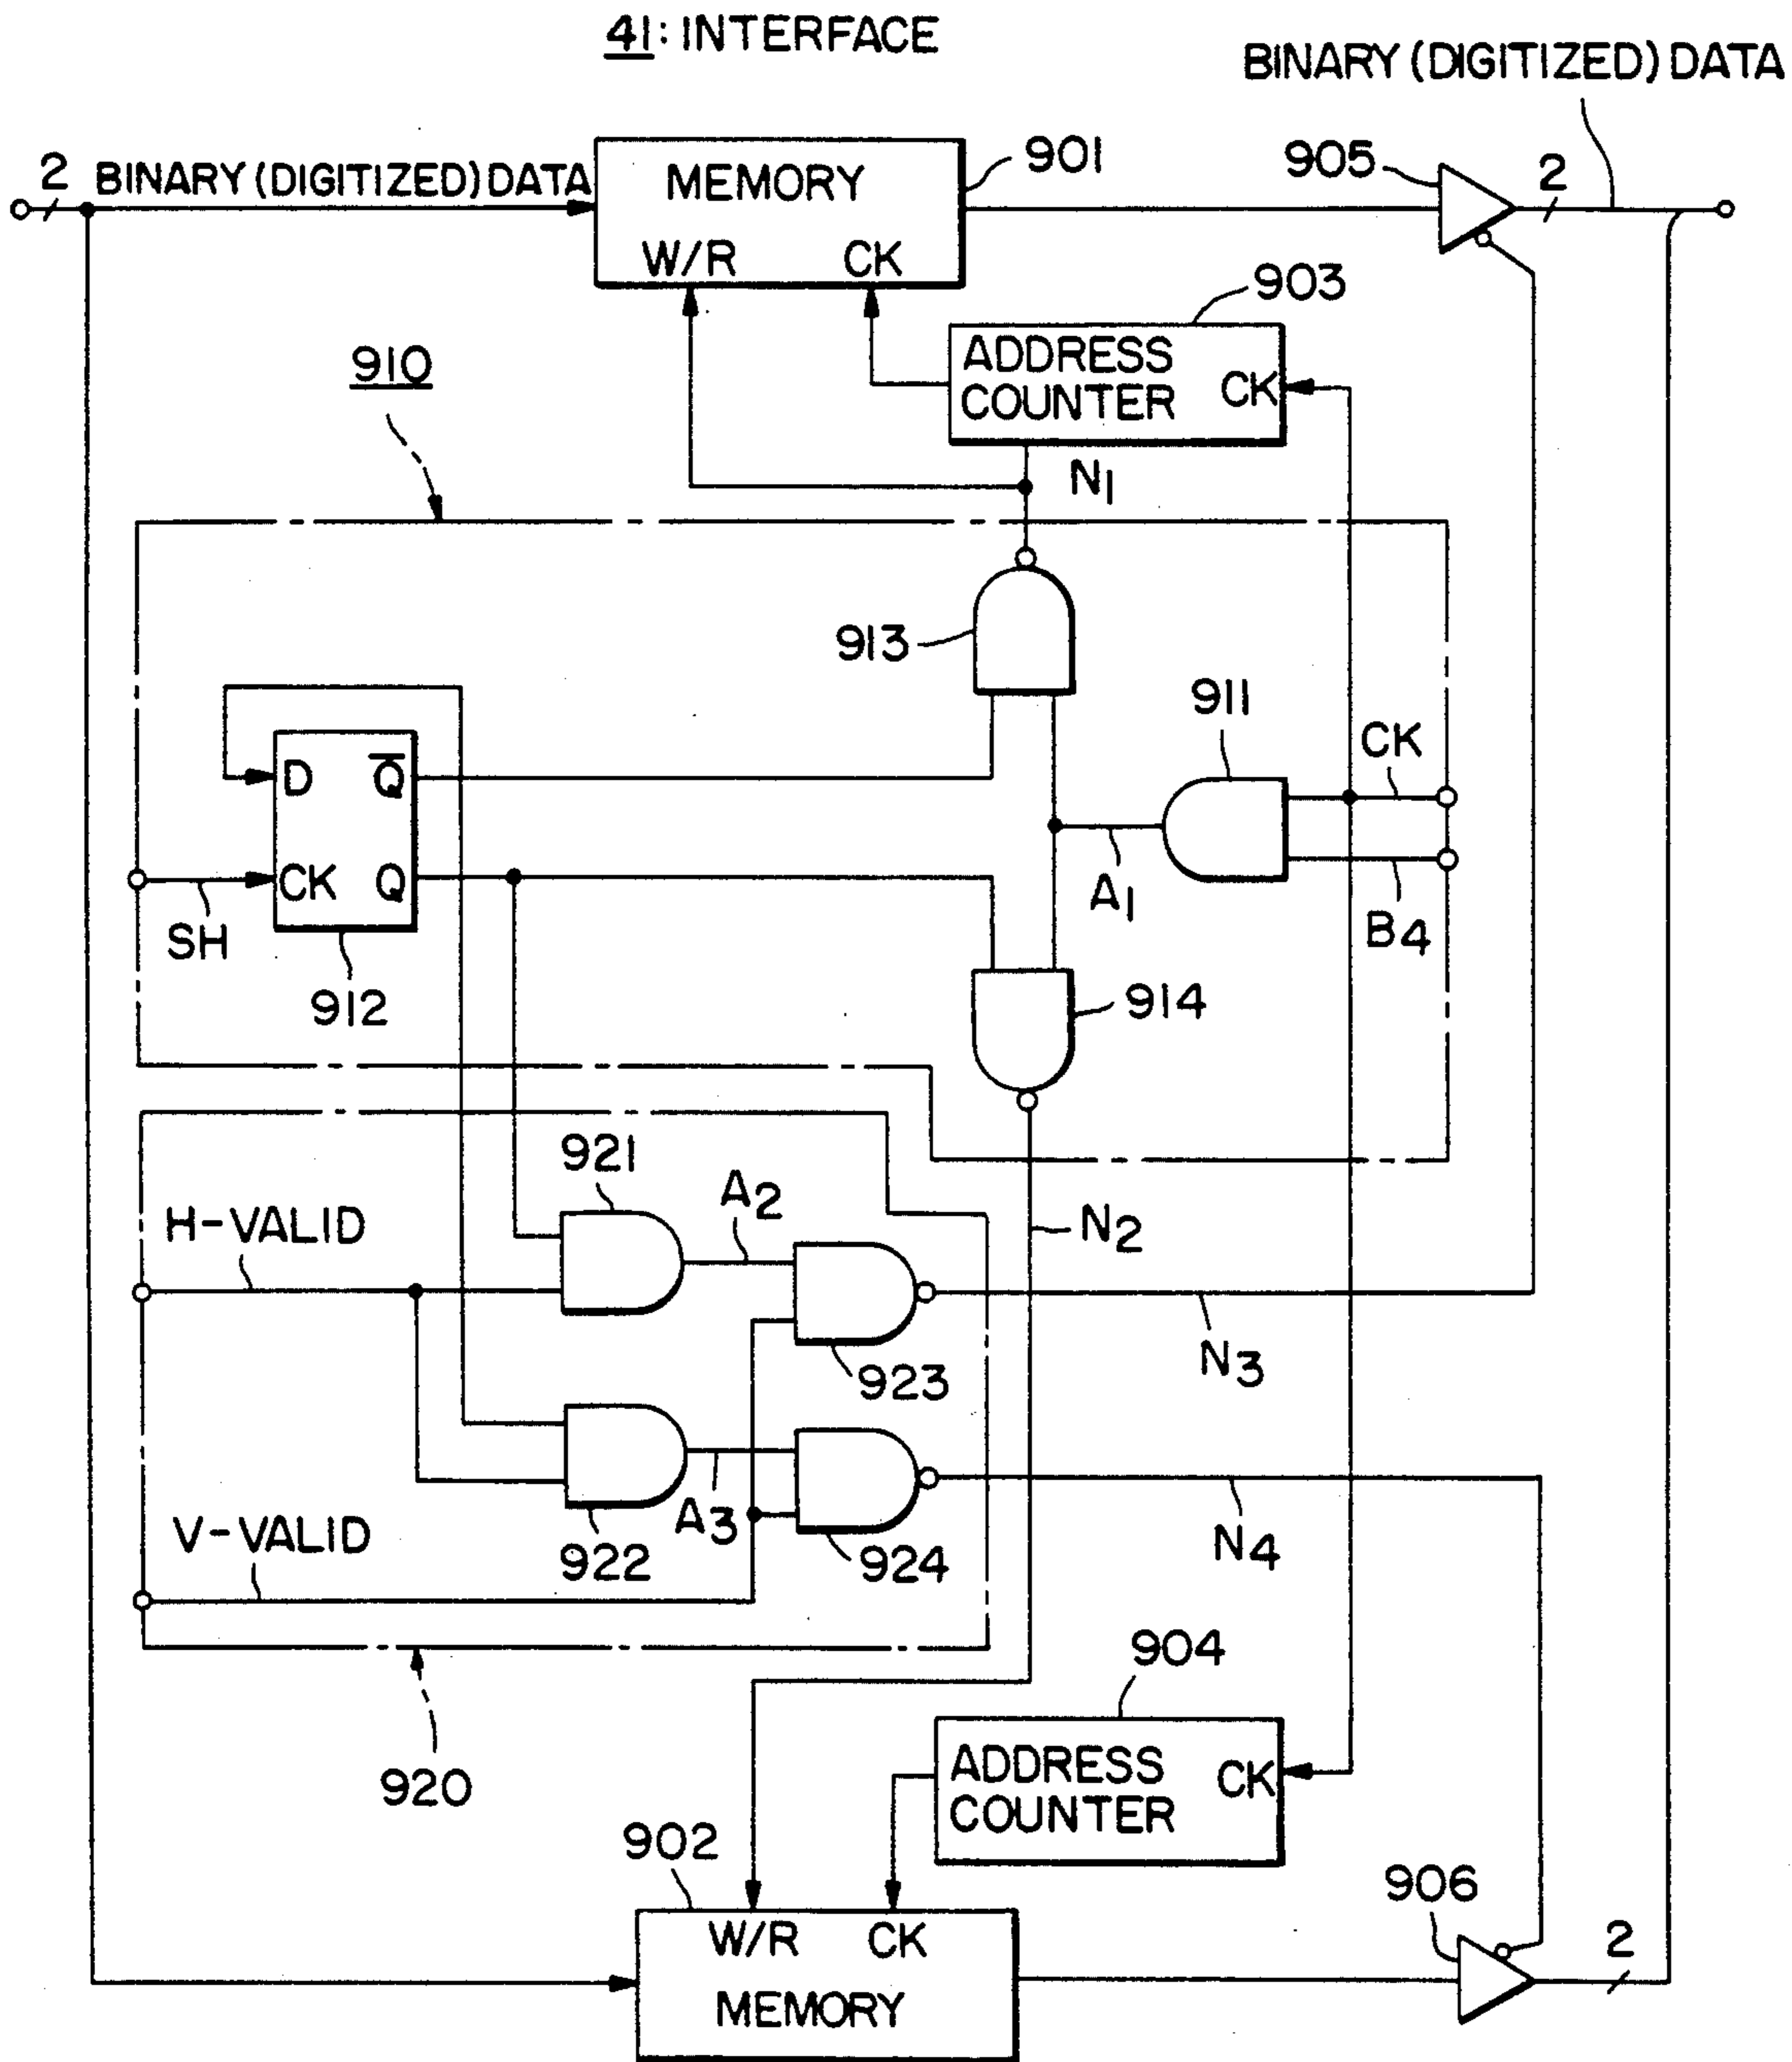 41: INTERFACE
BINARY (DIGITIZED) DATA
2
BINARY (DIGITIZED) DATA
MEMORY
W/R CK
901
905
2
903
ADDRESS
COUNTER
CK
910
N1
913
911
CK
D Q̅
CK Q
SH
912
A1
B4
914
921
A2
H-VALID
N2
923
N3
A3
V-VALID
922
924
N4
904
920
ADDRESS
COUNTER
CK
902
906
W/R CK
MEMORY
2